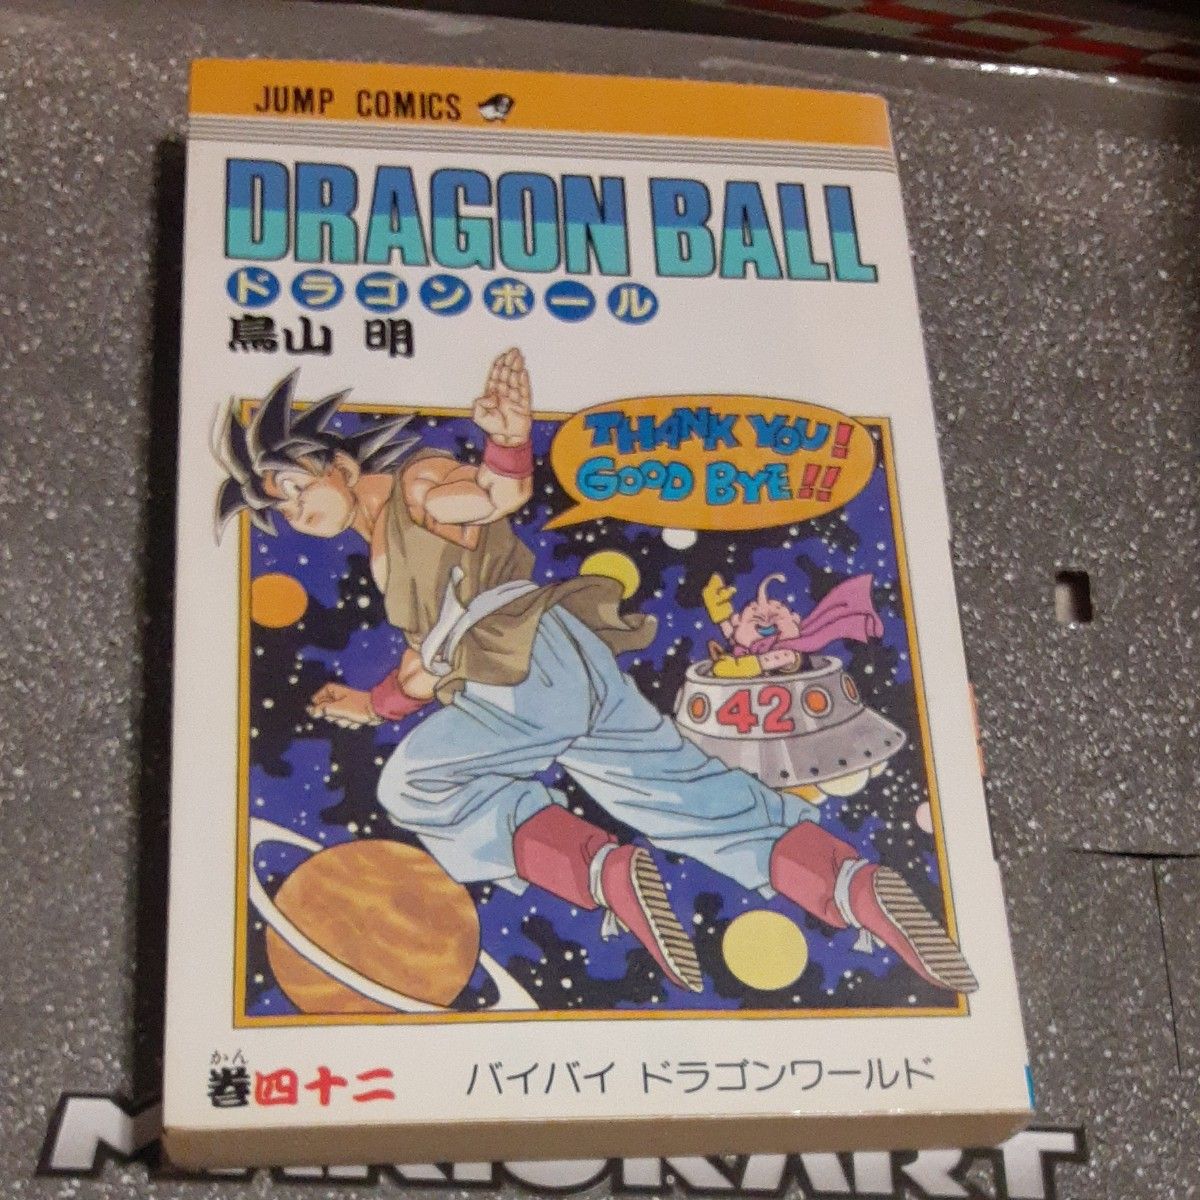 JUMP COMICS
DRAGON BALL
ドラゴンボール
鳥山 明
THANK YOU!
GOOD BYE!!
42
かん
巻四十二
バイバイ ドラゴンワールド
MARIOKART